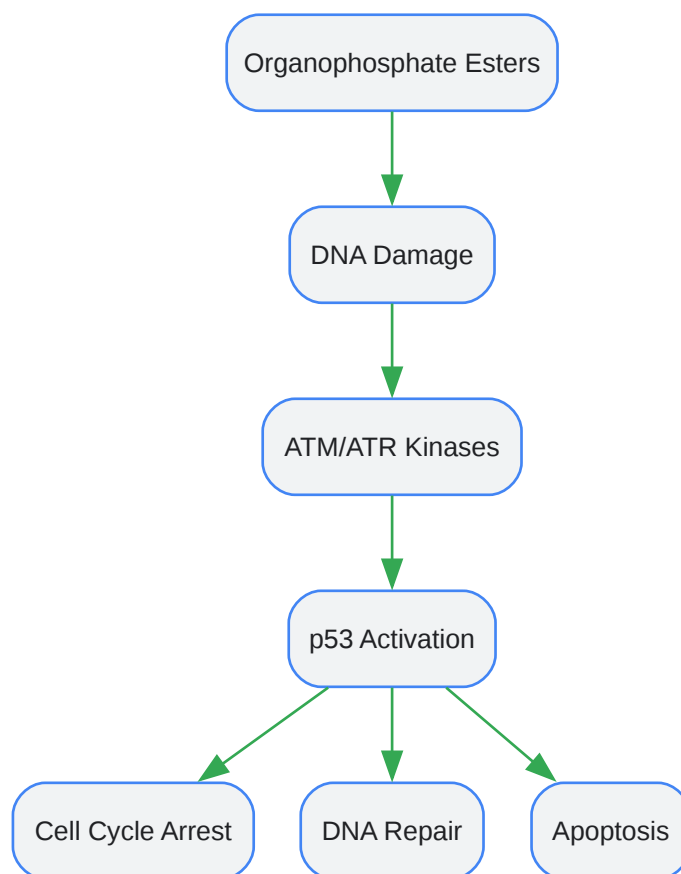 Organophosphate Esters
DNA Damage
ATM/ATR Kinases
p53 Activation
Cell Cycle Arrest
DNA Repair
Apoptosis